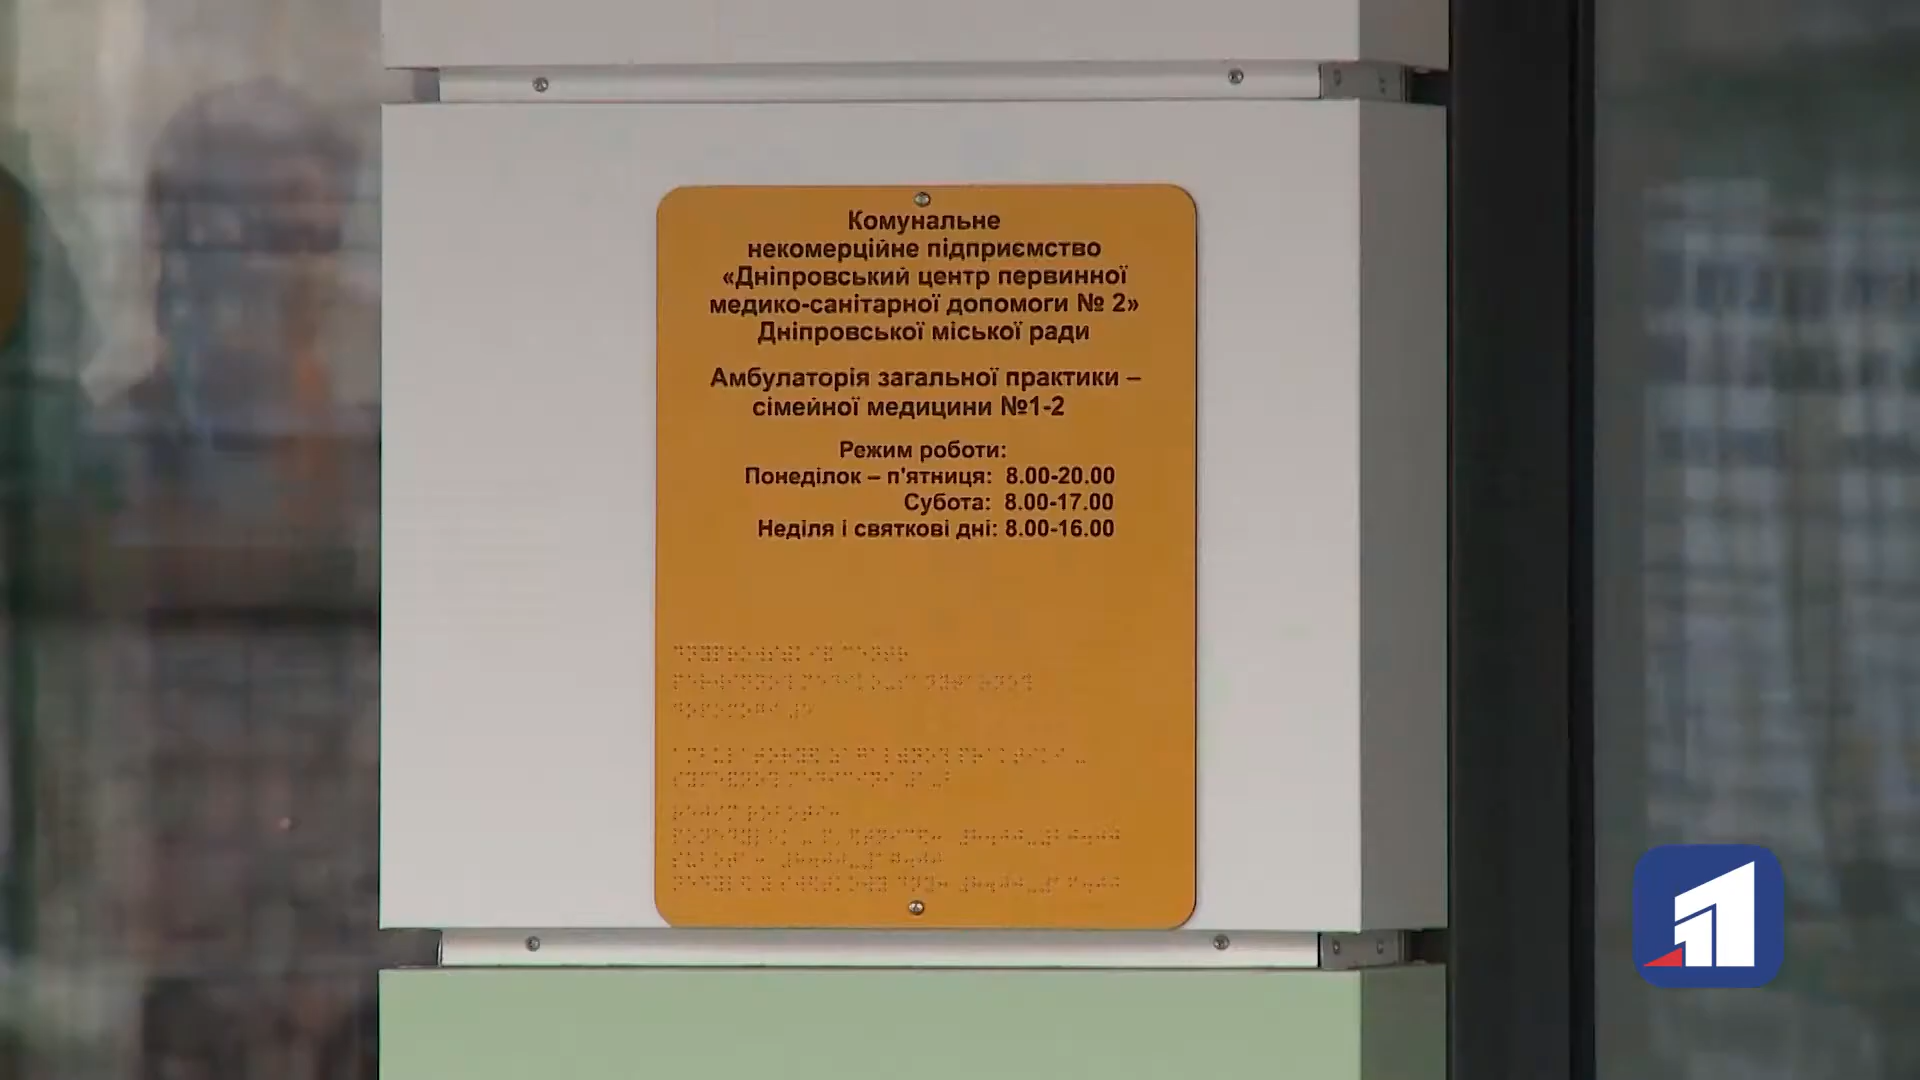 Комунальне
некомерційне підприємство
«Дніпровський центр первинної
медико-санітарної допомоги № 2»
Дніпровської міської ради
Амбулаторія загальної практики –
сімейної медицини №1-2
Режим роботи:
Понеділок – п'ятниця: 8.00-20.00
Субота: 8.00-17.00
Неділя і святкові дні: 8.00-16.00